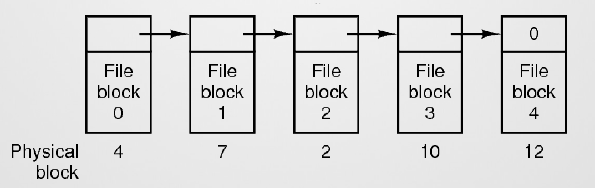 0
File block 0
File block 1
File block 2
File block 3
File block 4
Physical block 4 7 2 10 12